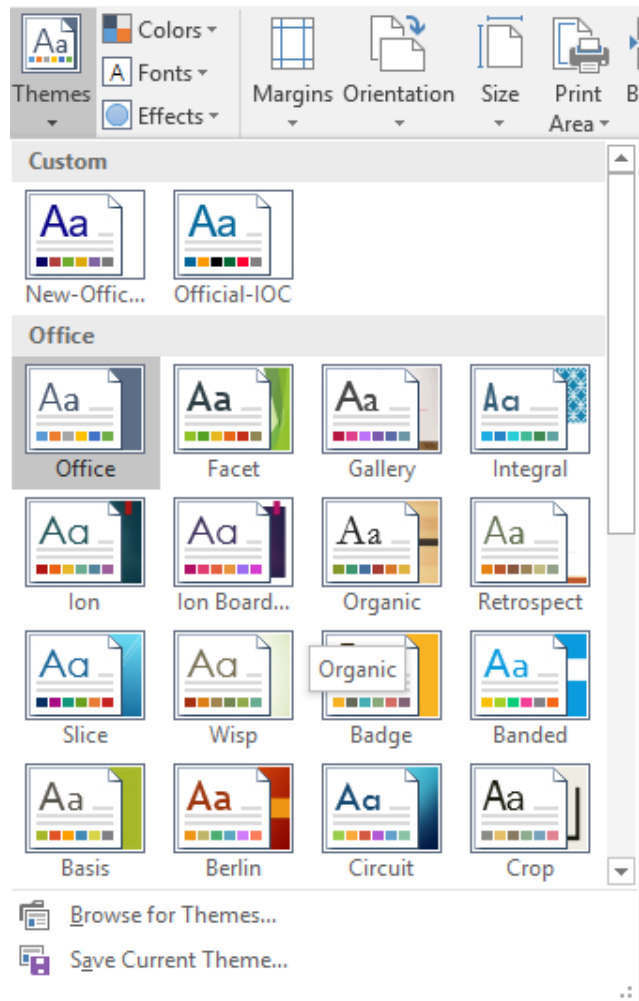 Themes
Colors
A Fonts
Effects
Aa
Margins Orientation Size Print Area B
Custom
Aa Aa
New-Offic... Official-IOC
Office
Aa Aa Aa Aa
Office Facet Gallery Integral
Aa Aa Aa Aa
Ion Ion Board... Organic Retrospect
Aa Aa Aa
Organic
Slice Wisp Badge Banded
Aa Aa Aa Aa
Basis Berlin Circuit Crop
Browse for Themes...
Save Current Theme...